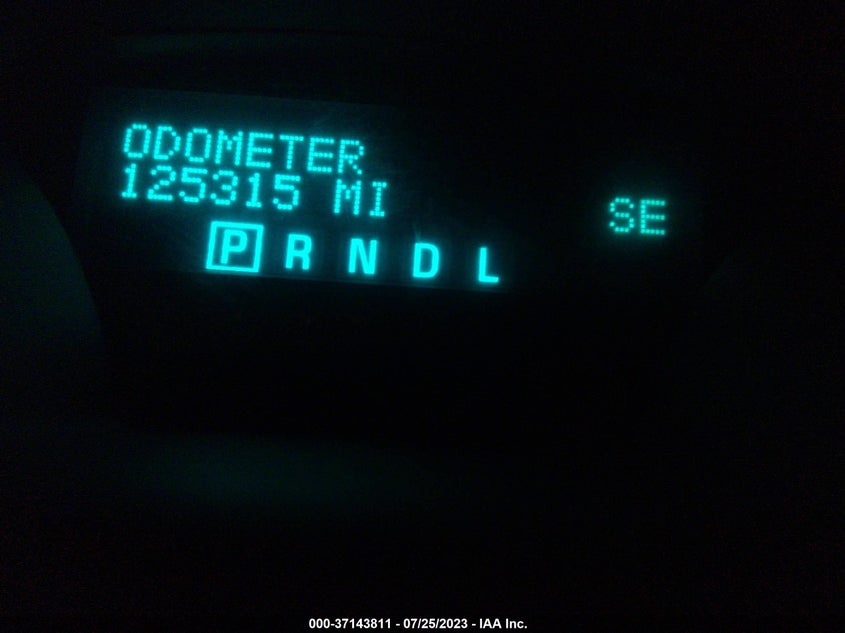 ODOMETER
125315 MI
SE
P R N D L
000-37143811 - 07/25/2023 - IAA Inc.